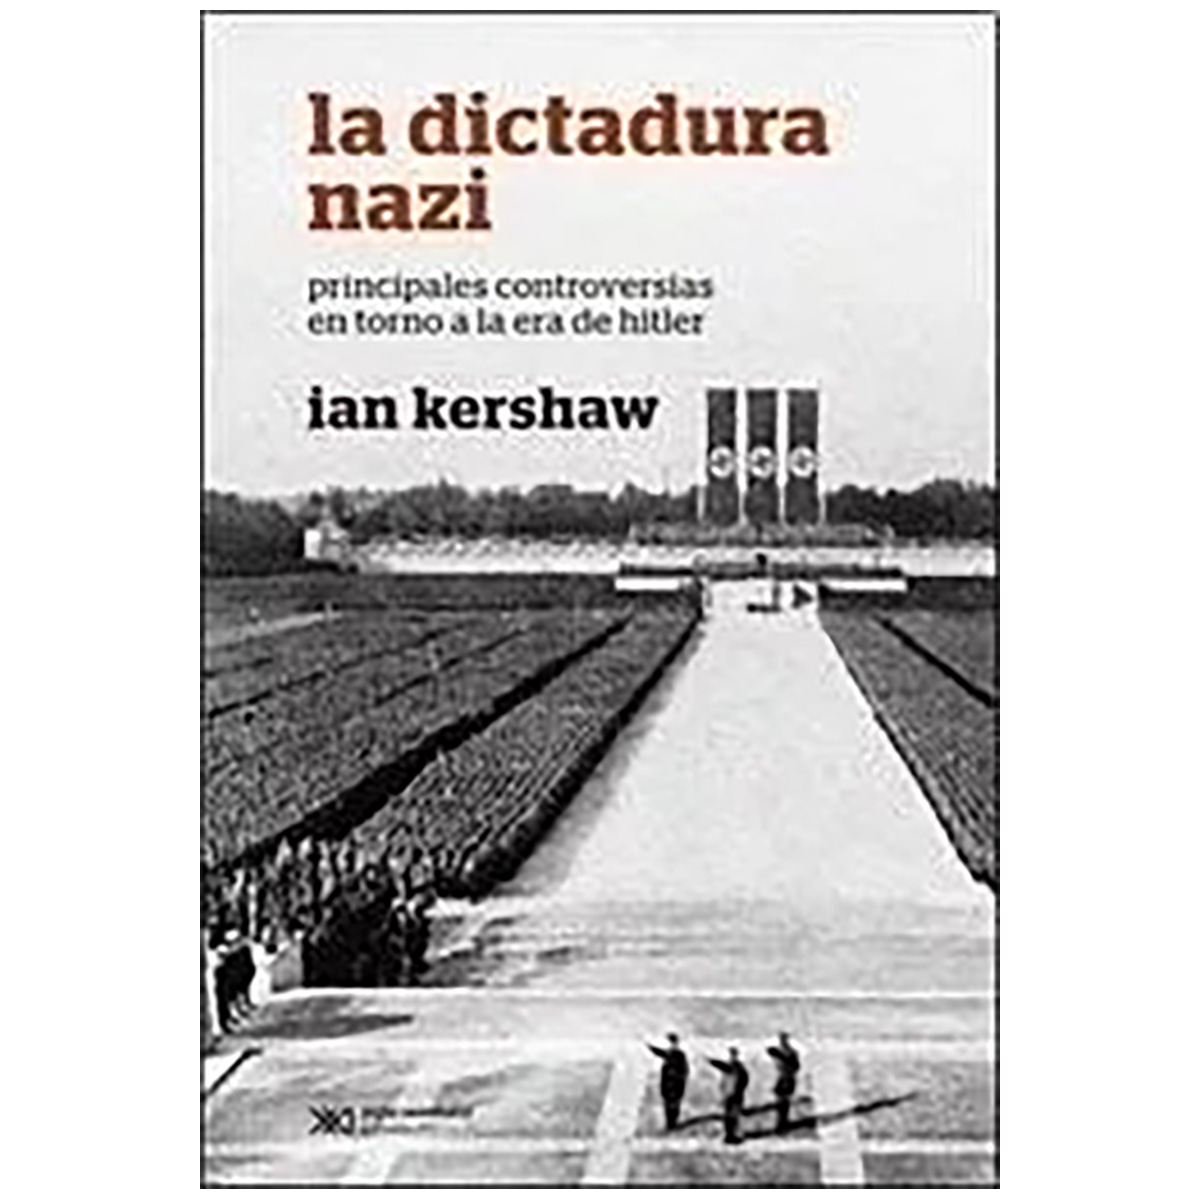 la dictadura
nazi
principales controversias
en torno a la era de hitler
ian kershaw